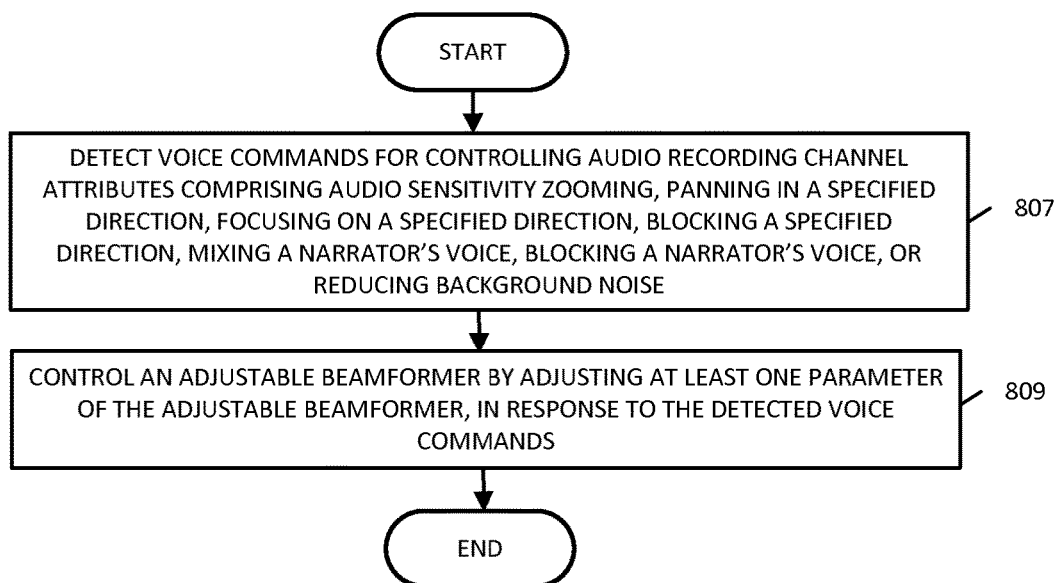 START
DETECT VOICE COMMANDS FOR CONTROLLING AUDIO RECORDING CHANNEL
ATTRIBUTES COMPRISING AUDIO SENSITIVITY ZOOMING, PANNING IN A SPECIFIED
DIRECTION, FOCUSING ON A SPECIFIED DIRECTION, BLOCKING A SPECIFIED
DIRECTION, MIXING A NARRATOR’S VOICE, BLOCKING A NARRATOR’S VOICE, OR
REDUCING BACKGROUND NOISE
807
CONTROL AN ADJUSTABLE BEAMFORMER BY ADJUSTING AT LEAST ONE PARAMETER
OF THE ADJUSTABLE BEAMFORMER, IN RESPONSE TO THE DETECTED VOICE
COMMANDS
809
END